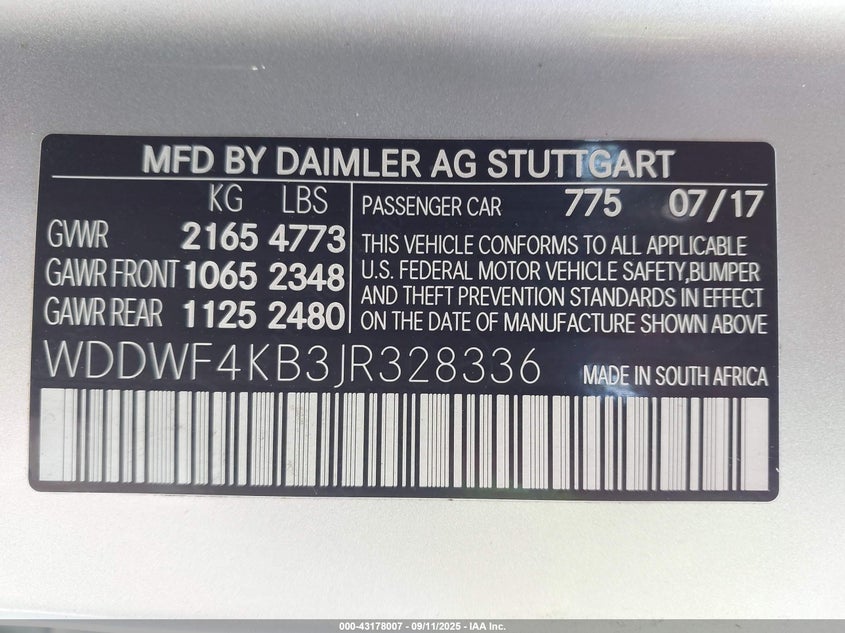 MFD BY DAIMLER AG STUTTGART
KG LBS
GVWR 2165 4773
GAWR FRONT 1065 2348
GAWR REAR 1125 2480
PASSENGER CAR 775 07/17
THIS VEHICLE CONFORMS TO ALL APPLICABLE
U.S. FEDERAL MOTOR VEHICLE SAFETY,BUMPER
AND THEFT PREVENTION STANDARDS IN EFFECT
ON THE DATE OF MANUFACTURE SHOWN ABOVE
WDDWF4KB3JR328336 MADE IN SOUTH AFRICA
000-43178007 - 09/11/2025 - IAA Inc.